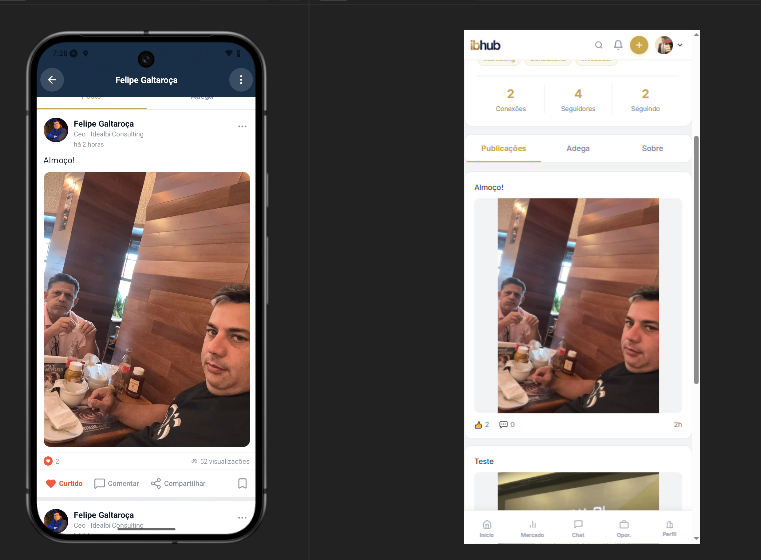 7:28
Felipe Galtaroça
Felipe Galtaroça
Ceo · Idealbi Consulting
há 2 horas
Almoço!
2
52 visualizações
Curtido
Comentar
Compartilhar
Felipe Galtaroça
Ceo · Idealbi Consulting
ibhub
2
4
2
Conexões
Seguidores
Seguindo
Publicações
Adega
Sobre
Almoço!
2
0
2h
Teste
Início
Mercado
Chat
Opor.
Perfil